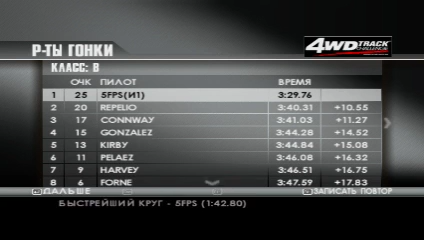 Р-ТЫ ГОНКИ
4WD TRACK CHALLENGE
КЛАСС: B
ОЧК ПИЛОТ ВРЕМЯ
1 25 5FPS(И1) 3:29.76
2 20 REPELIO 3:40.31 +10.55
3 17 CONNWAY 3:41.03 +11.27
4 15 GONZALEZ 3:44.28 +14.52
5 13 KIRBY 3:44.84 +15.08
6 11 PELAEZ 3:46.08 +16.32
7 9 HARVEY 3:46.51 +16.75
8 6 FORNE 3:47.59 +17.83
ДАЛЬШЕ ЗАПИСАТЬ ПОВТОР
БЫСТРЕЙШИЙ КРУГ - 5FPS (1:42.80)